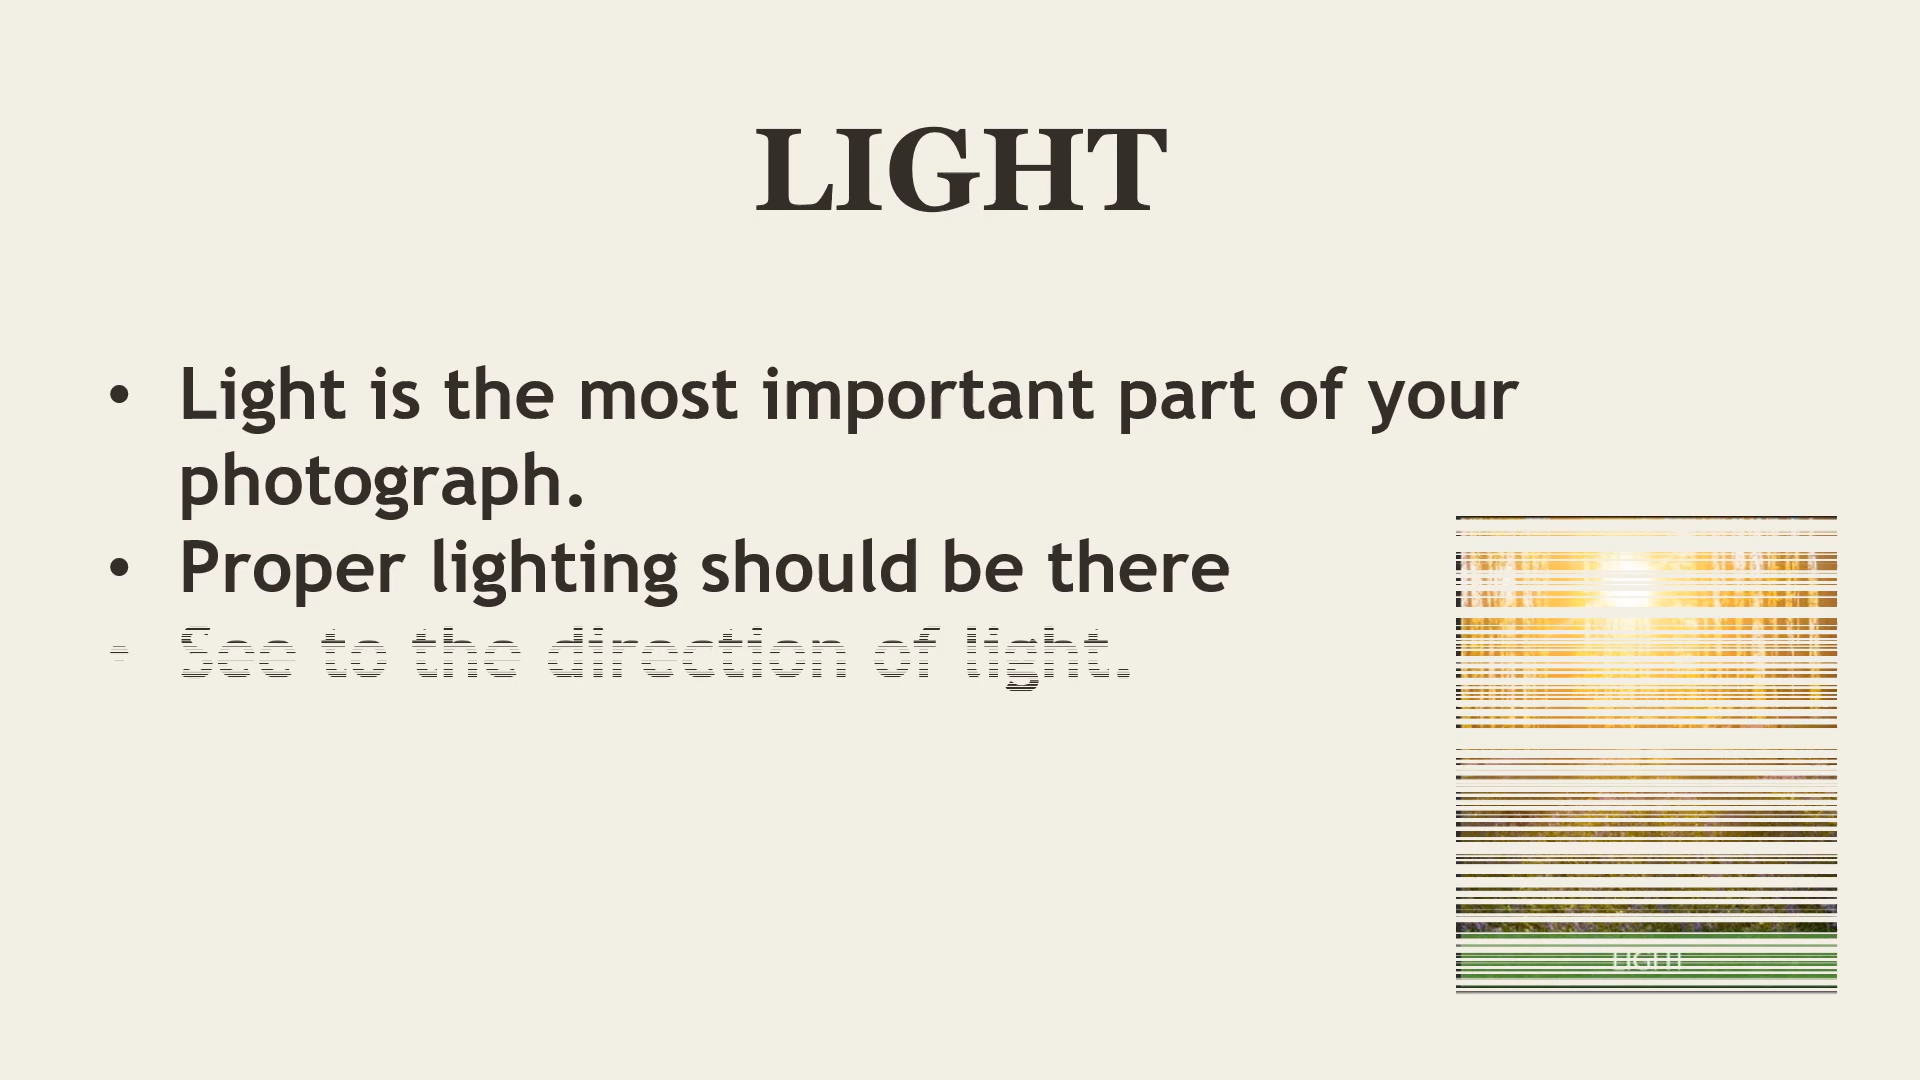 LIGHT
• Light is the most important part of your
photograph.
• Proper lighting should be there
• See to the direction of light.
LIGHT